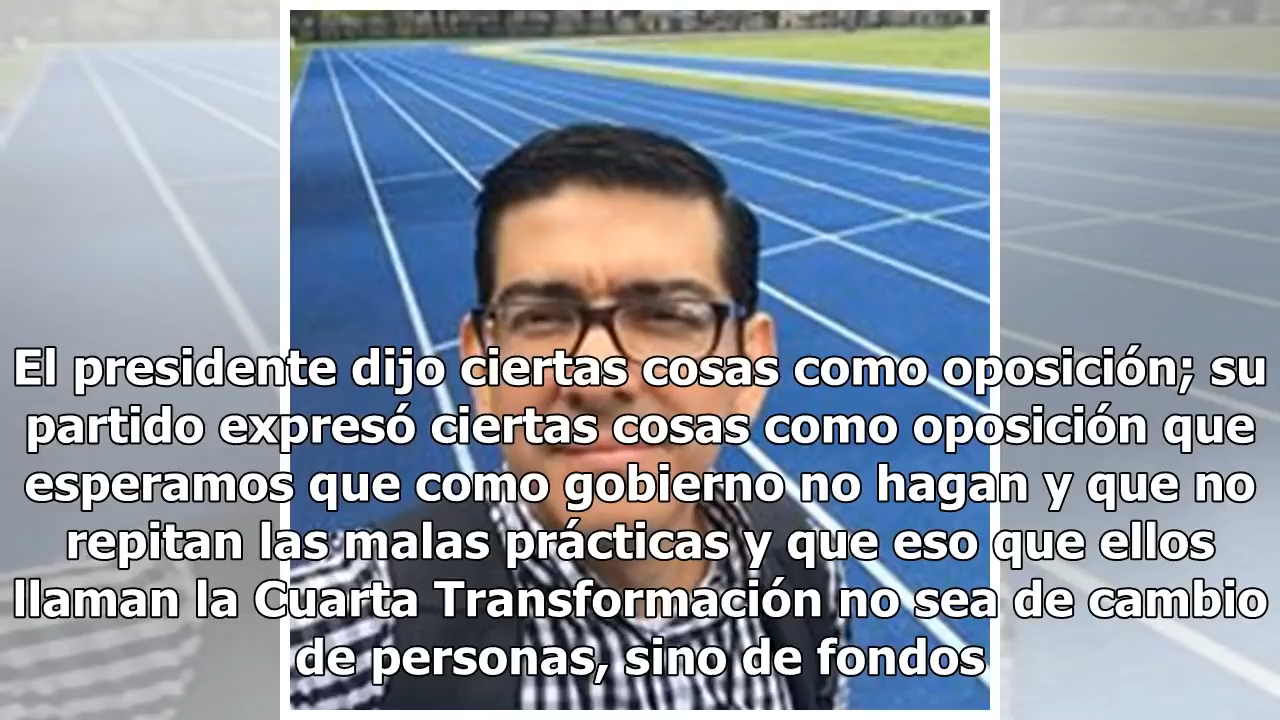 El presidente dijo ciertas cosas como oposición; su
partido expresó ciertas cosas como oposición que
esperamos que como gobierno no hagan y que no
repitan las malas prácticas y que eso que ellos
llaman la Cuarta Transformación no sea de cambio
de personas, sino de fondos